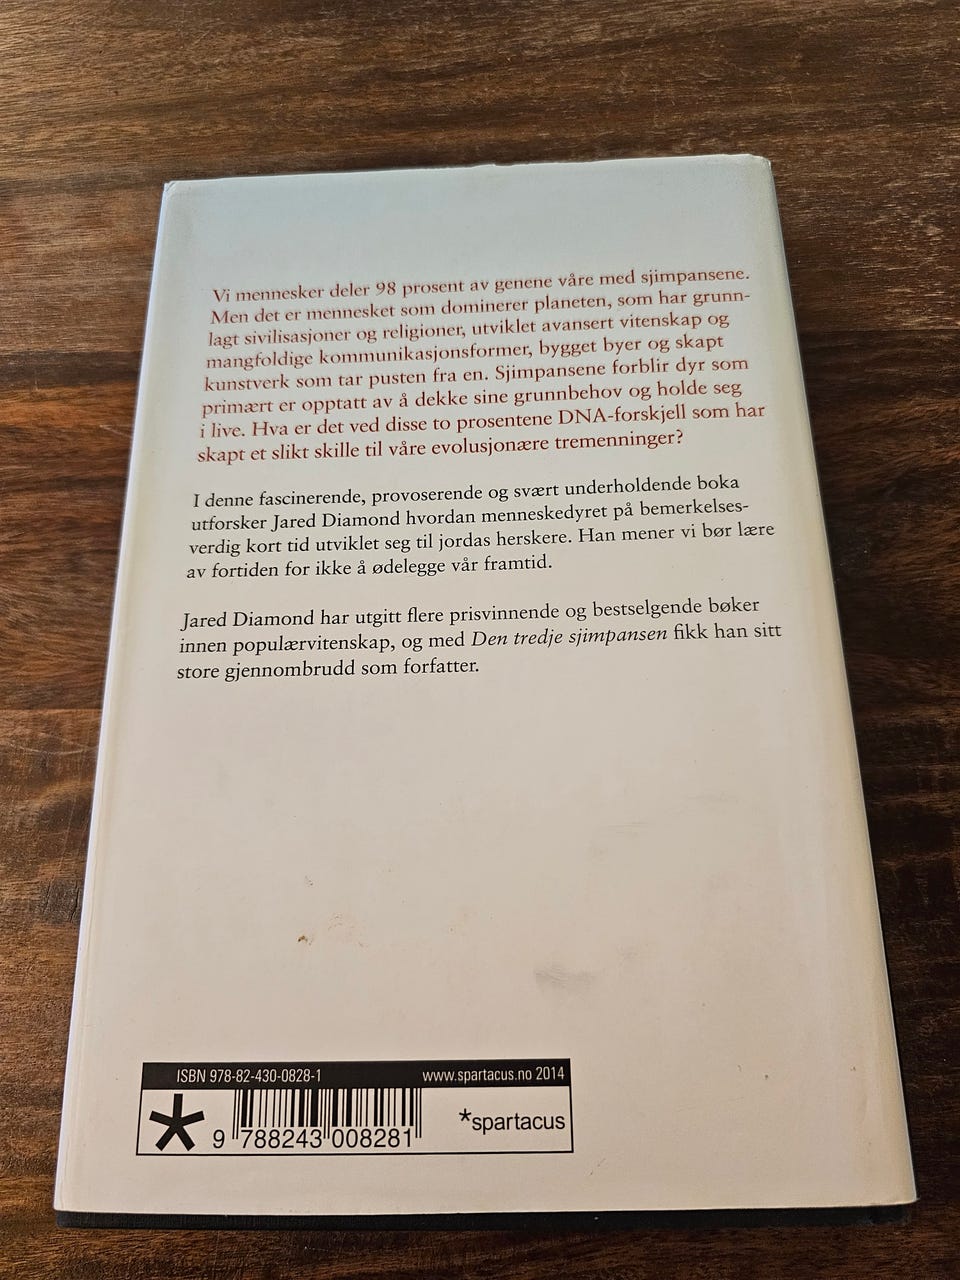 Vi mennesker deler 98 prosent av genene våre med sjimpansene.
Men det er mennesket som dominerer planeten, som har grunn-
lagt sivilisasjoner og religioner, utviklet avansert vitenskap og
mangfoldige kommunikasjonsformer, bygget byer og skapt
kunstverk som tar pusten fra en. Sjimpansene forblir dyr som
primært er opptatt av å dekke sine grunnbehov og holde seg
i live. Hva er det ved disse to prosentene DNA-forskjell som har
skapt et slikt skille til våre evolusjonære tremenninger?
I denne fascinerende, provoserende og svært underholdende boka
utforsker Jared Diamond hvordan menneskedyret på bemerkelses-
verdig kort tid utviklet seg til jordas herskere. Han mener vi bør lære
av fortiden for ikke å ødelegge vår framtid.
Jared Diamond har utgitt flere prisvinnende og bestselgende bøker
innen populærvitenskap, og med Den tredje sjimpansen fikk han sitt
store gjennombrudd som forfatter.
ISBN 978-82-430-0828-1 www.spartacus.no 2014
9 788243 008281 *spartacus